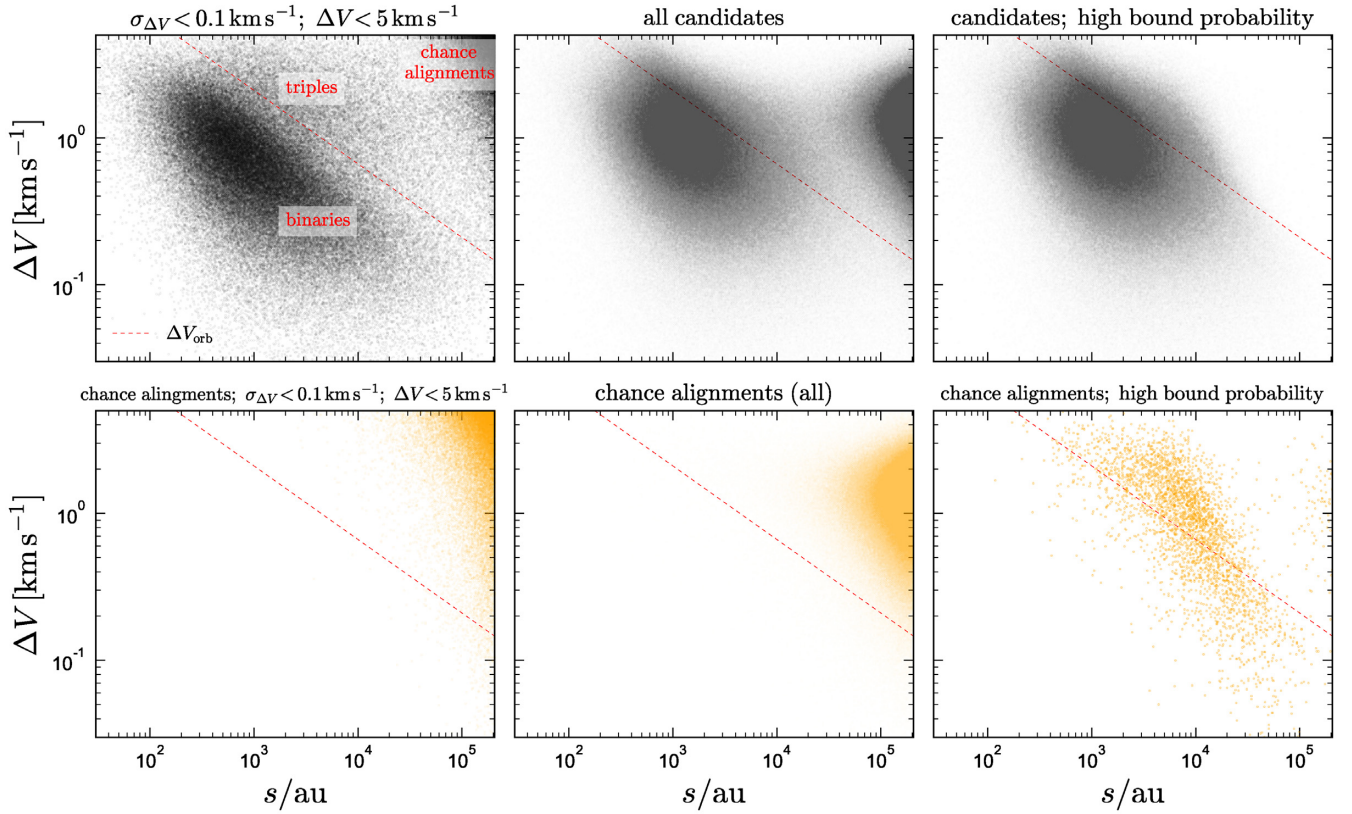 σ_ΔV < 0.1 km s⁻¹; ΔV < 5 km s⁻¹
all candidates
candidates; high bound probability
chance
alignments
triples
binaries
ΔV_orb
10⁰
10⁻¹
ΔV [km s⁻¹]
chance alingments; σ_ΔV < 0.1 km s⁻¹; ΔV < 5 km s⁻¹
chance alignments (all)
chance alignments; high bound probability
10⁰
10⁻¹
ΔV [km s⁻¹]
10² 10³ 10⁴ 10⁵
10² 10³ 10⁴ 10⁵
10² 10³ 10⁴ 10⁵
s/au
s/au
s/au